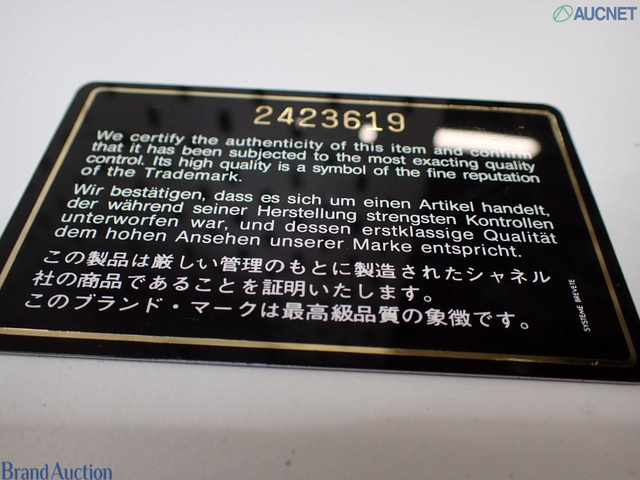 AUCNET
2423619
We certify the authenticity of this item and confirm
that it has been subjected to the most exacting quality
control. Its high quality is a symbol of the fine reputation
of the Trademark.
Wir bestätigen, dass es sich um einen Artikel handelt,
der während seiner Herstellung strengsten Kontrollen
unterworfen war, und dessen erstklassige Qualität
dem hohen Ansehen unserer Marke entspricht.
この製品は厳しい管理のもとに製造されたシャネル
社の商品であることを証明いたします。
このブランド・マークは最高級品質の象徴です。
SYSTEME BREVETE
Brand Auction